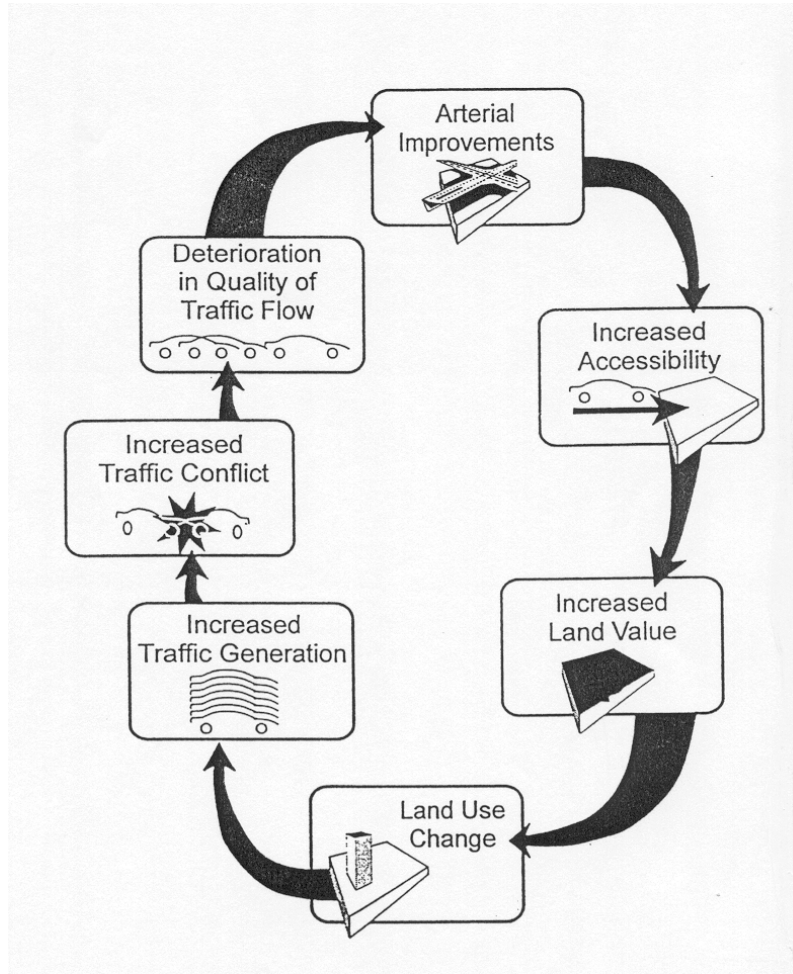 Arterial
Improvements
Increased
Accessibility
Increased
Land Value
Land Use
Change
Increased
Traffic Generation
Increased
Traffic Conflict
Deterioration
in Quality of
Traffic Flow